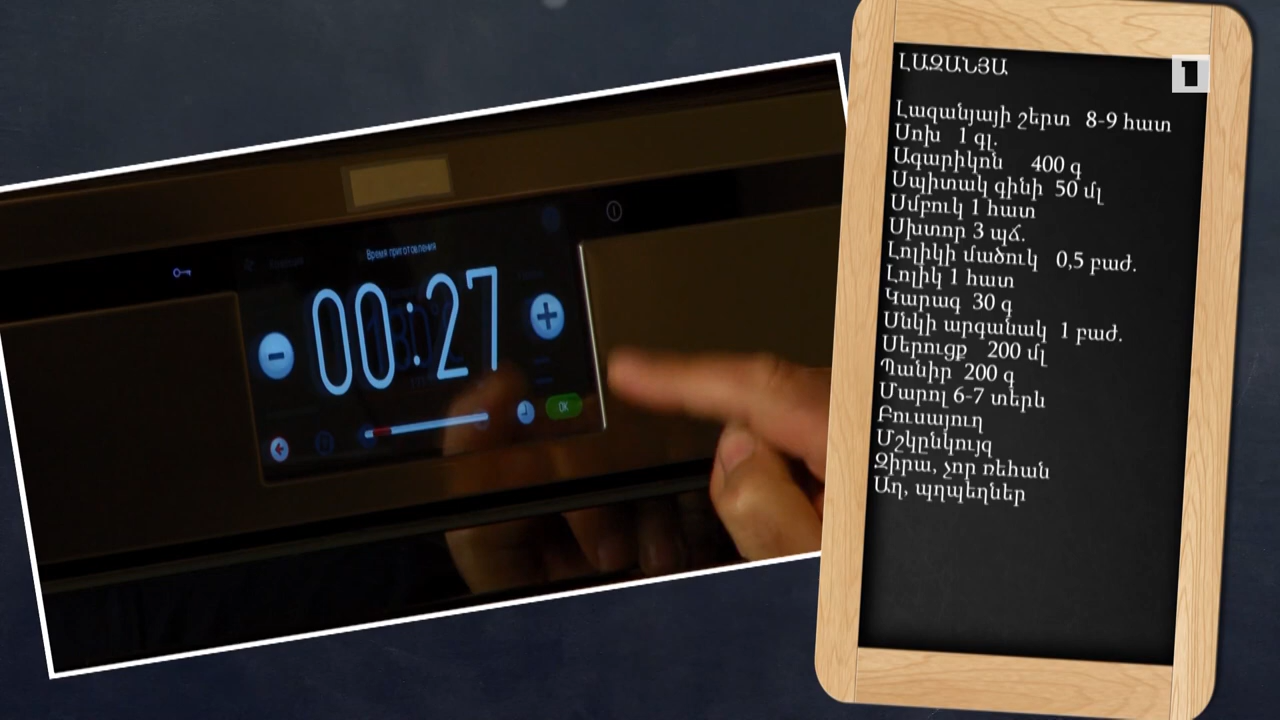 Время приготовления
00:27
OK
ԼԱԶԱՆՅԱ
1
Լազանյայի շերտ 8-9 հատ
Սոխ 1 գլ.
Ագարիկոն 400 գ
Սպիտակ գինի 50 մլ
Սմբուկ 1 հատ
Սխտոր 3 պճ.
Լոլիկի մածուկ 0,5 բաժ.
Լոլիկ 1 հատ
Կարագ 30 գ
Սնկի արգանակ 1 բաժ.
Սերուցք 200 մլ
Պանիր 200 գ
Մարոլ 6-7 տերև
Բուսայուղ
Մշկընկույզ
Չիրա, չոր ռեհան
Աղ, պղպեղներ